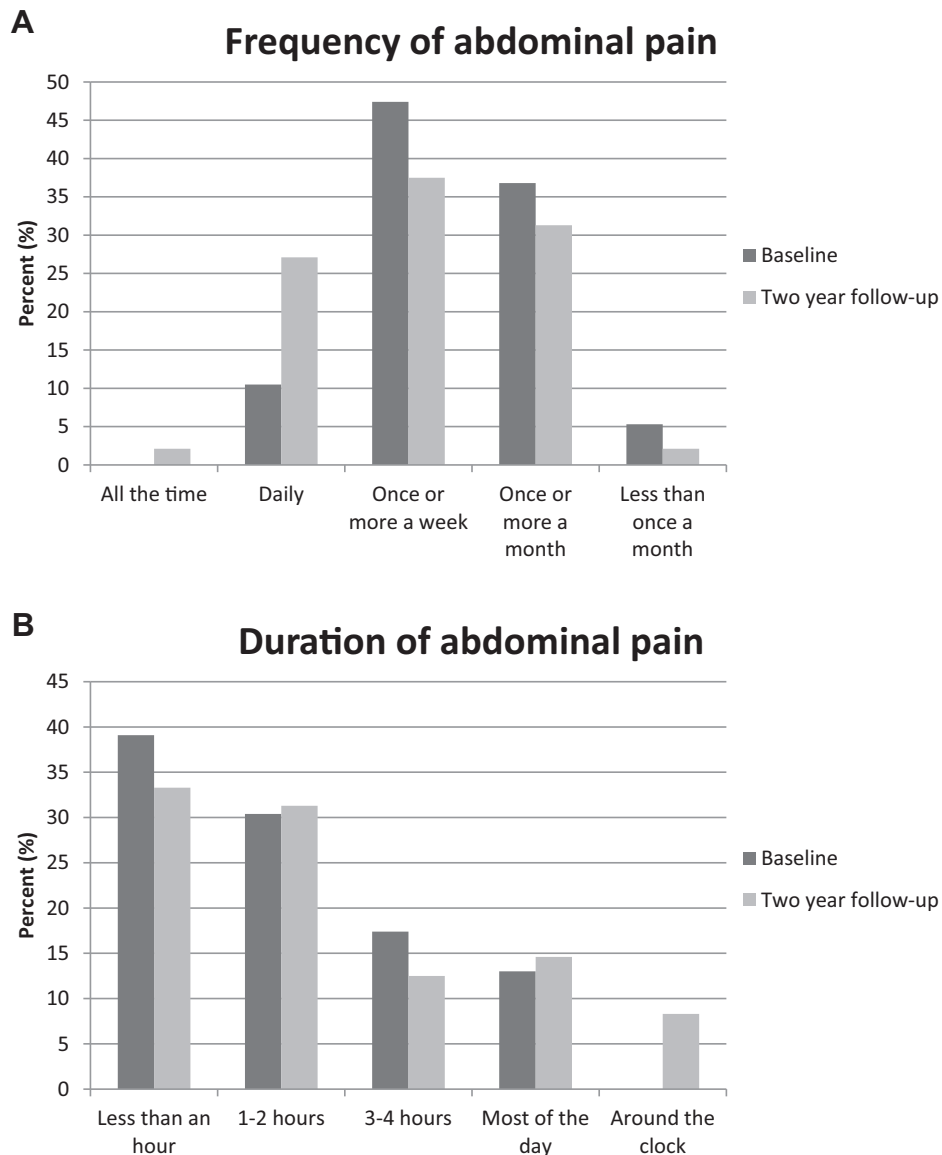 A
Frequency of abdominal pain
50
45
40
35
30
25
20
15
10
5
0
Percent (%)
All the time
Daily
Once or
more a week
Once or
more a
month
Less than
once a
month
Baseline
Two year follow-up
B
Duration of abdominal pain
45
40
35
30
25
20
15
10
5
0
Percent (%)
Less than an
hour
1-2 hours
3-4 hours
Most of the
day
Around the
clock
Baseline
Two year follow-up